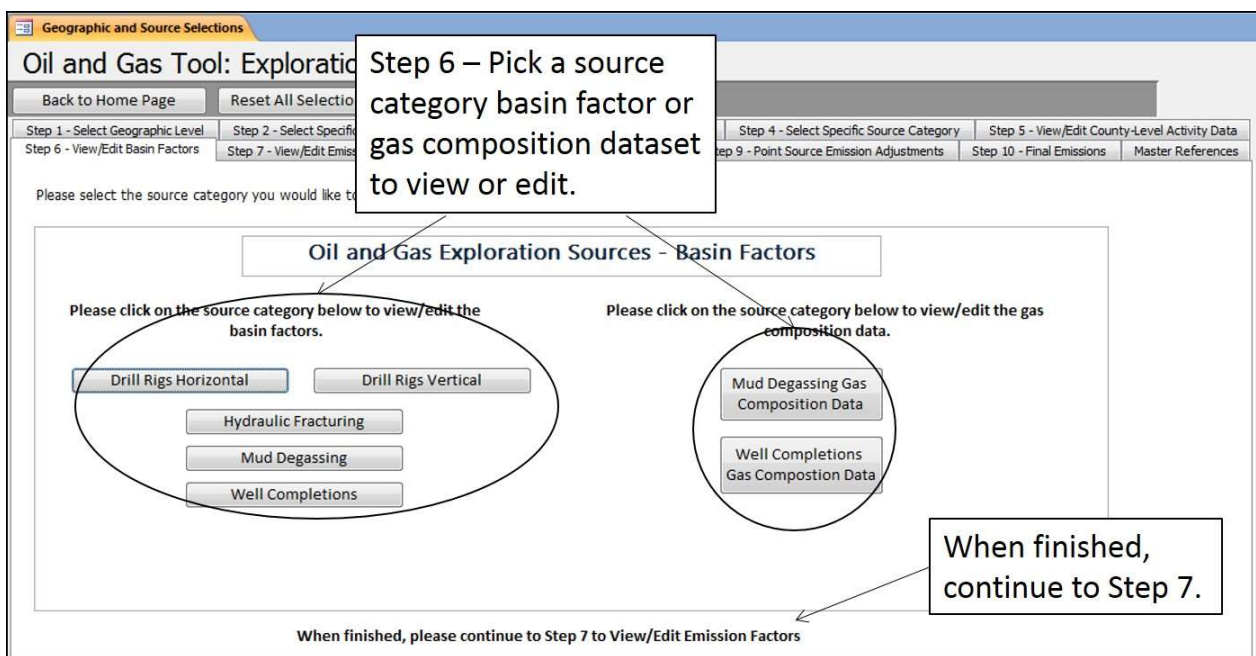 Geographic and Source Selections
Oil and Gas Tool: Exploratio
Step 6 – Pick a source
category basin factor or
gas composition dataset
to view or edit.
Back to Home Page
Reset All Selectio
Step 1 - Select Geographic Level
Step 2 - Select Specific
Step 4 - Select Specific Source Category
Step 5 - View/Edit County-Level Activity Data
Step 6 - View/Edit Basin Factors
Step 7 - View/Edit Emiss
tep 9 - Point Source Emission Adjustments
Step 10 - Final Emissions
Master References
Please select the source category you would like to
Oil and Gas Exploration Sources - Basin Factors
Please click on the source category below to view/edit the
basin factors.
Drill Rigs Horizontal
Drill Rigs Vertical
Hydraulic Fracturing
Mud Degassing
Well Completions
Please click on the source category below to view/edit the gas
composition data.
Mud Degassing Gas
Composition Data
Well Completions
Gas Compostion Data
When finished,
continue to Step 7.
When finished, please continue to Step 7 to View/Edit Emission Factors